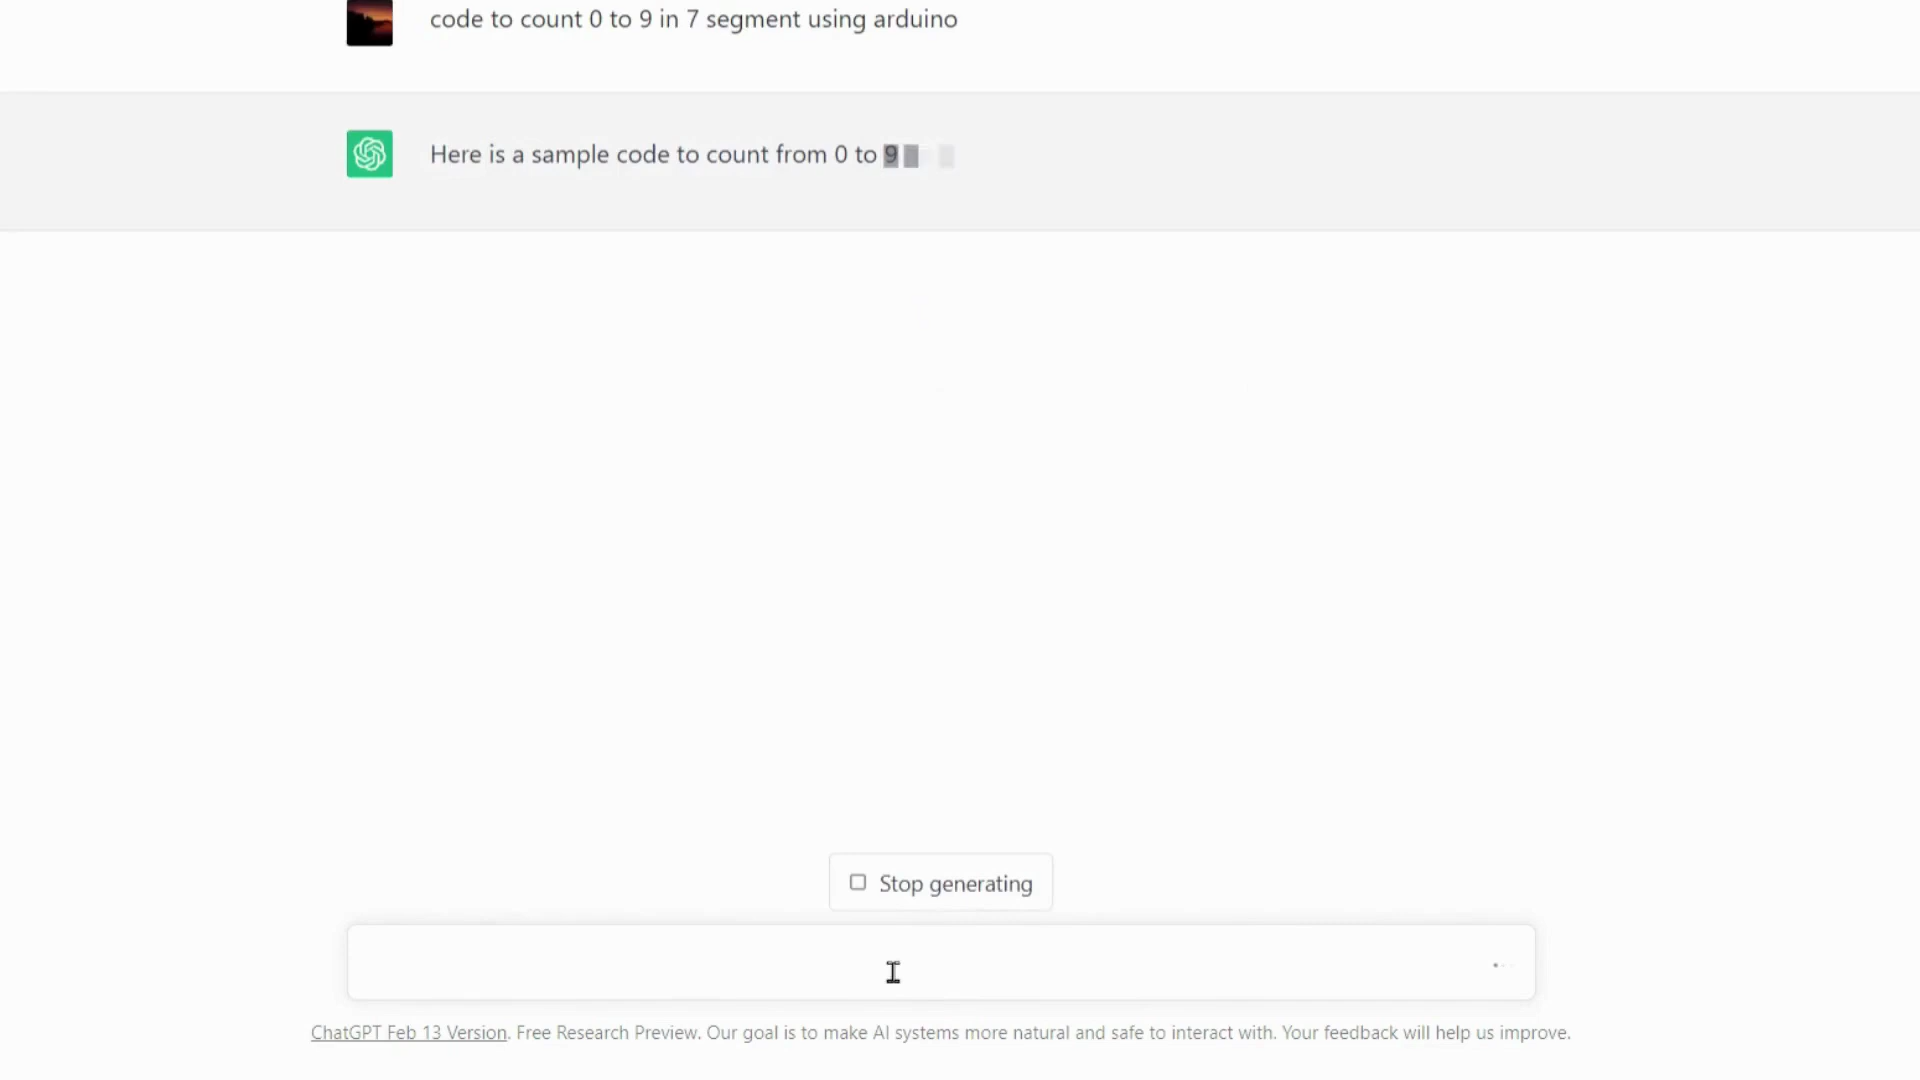 code to count 0 to 9 in 7 segment using arduino
Here is a sample code to count from 0 to 9
Stop generating
ChatGPT Feb 13 Version. Free Research Preview. Our goal is to make AI systems more natural and safe to interact with. Your feedback will help us improve.